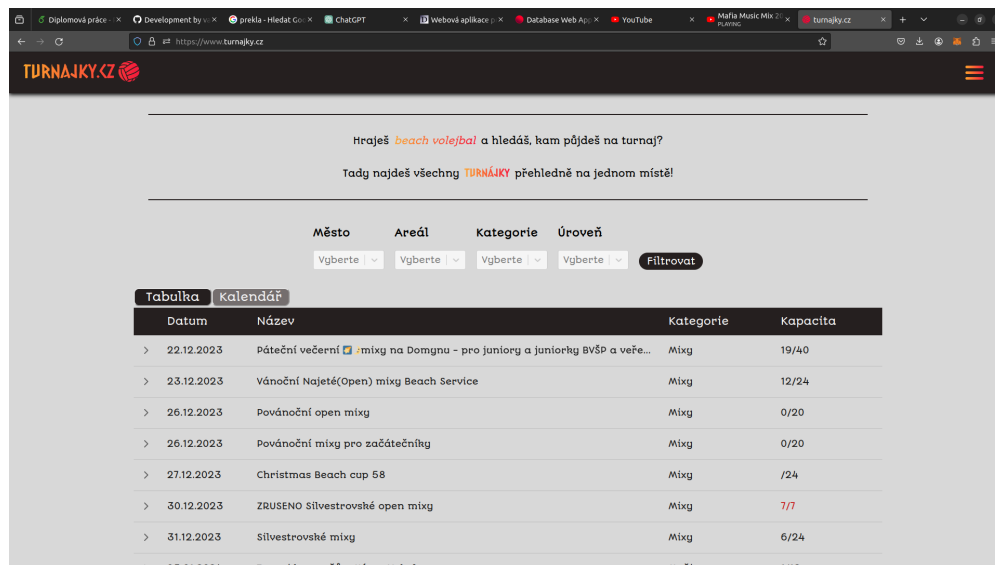 Diplomová práce -
Development by v
prekla - Hledat Goo
ChatGPT
Webová aplikace p
Database Web App
YouTube
Mafia Music Mix 20
PLAYING
turnajky.cz
https://www.turnajky.cz
TURNAJKY.CZ
Hraješ beach volejbal a hledáš, kam půjdeš na turnaj?
Tady najdeš všechny TURNÁJKY přehledně na jednom místě!
Město Areál Kategorie Úroveň
Vyberte Vyberte Vyberte Vyberte Filtrovat
Tabulka Kalendář
Datum Název Kategorie Kapacita
22.12.2023 Páteční večerní mixy na Domynu - pro juniory a juniorky BVŠP a veře... Mixy 19/40
23.12.2023 Vánoční Najeté(Open) mixy Beach Service Mixy 12/24
26.12.2023 Povánoční open mixy Mixy 0/20
26.12.2023 Povánoční mixy pro začátečníky Mixy 0/20
27.12.2023 Christmas Beach cup 58 Mixy /24
30.12.2023 ZRUSENO Silvestrovské open mixy Mixy 7/7
31.12.2023 Silvestrovské mixy Mixy 6/24